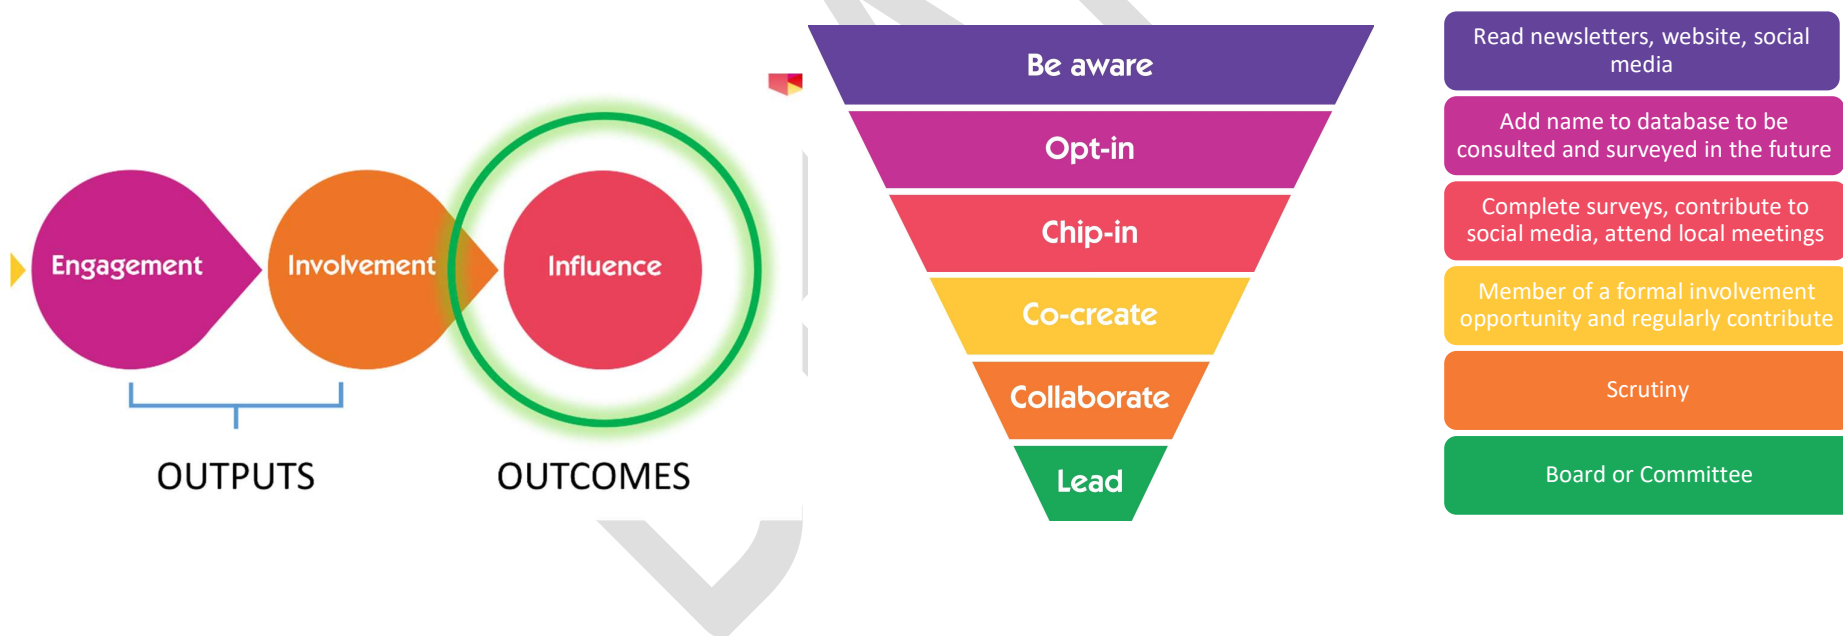 Engagement
Involvement
Influence
OUTPUTS
OUTCOMES
Be aware
Opt-in
Chip-in
Co-create
Collaborate
Lead
Read newsletters, website, social
media
Add name to database to be
consulted and surveyed in the future
Complete surveys, contribute to
social media, attend local meetings
Member of a formal involvement
opportunity and regularly contribute
Scrutiny
Board or Committee